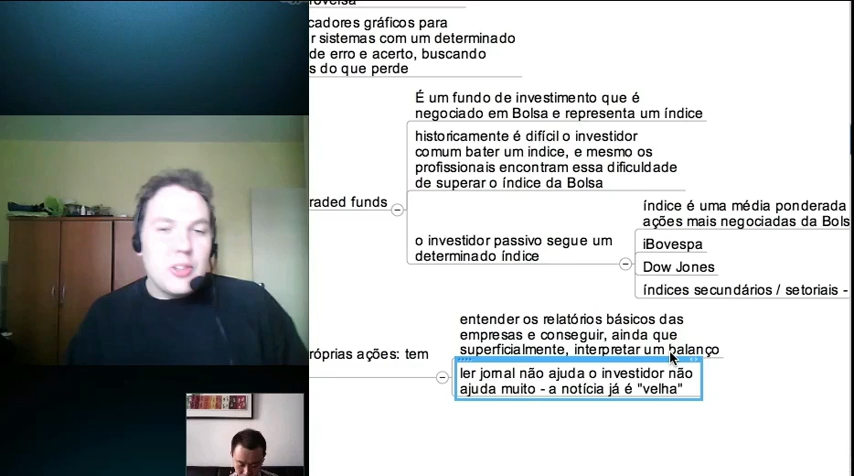 cadores gráficos para
r sistemas com um determinado
de erro e acerto, buscando
s do que perde
É um fundo de investimento que é
negociado em Bolsa e representa um índice
historicamente é difícil o investidor
comum bater um indice, e mesmo os
profissionais encontram essa dificuldade
de superar o índice da Bolsa
raded funds
o investidor passivo segue um
determinado índice
índice é uma média ponderada
ações mais negociadas da Bols
iBovespa
Dow Jones
índices secundários / setoriais -
róprias ações: tem
entender os relatórios básicos das
empresas e conseguir, ainda que
superficialmente, interpretar um balanço
ler jornal não ajuda o investidor não
ajuda muito - a notícia já é "velha"